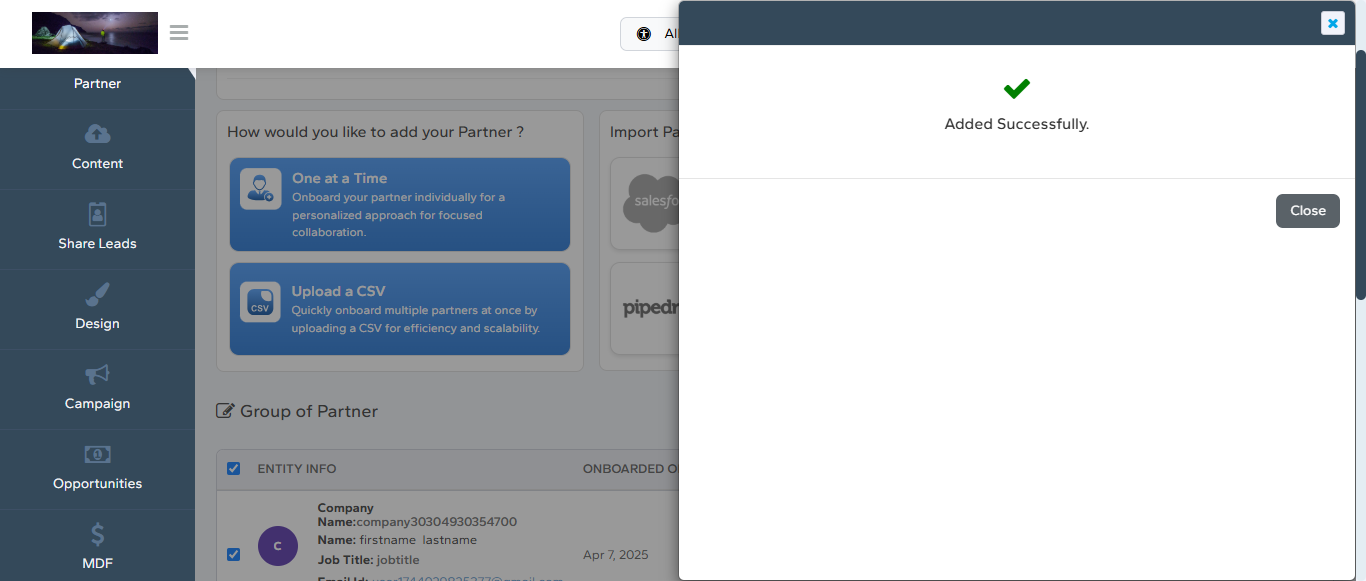 Al
Partner
Content
Share Leads
Design
Campaign
Opportunities
MDF
How would you like to add your Partner ?
One at a Time
Onboard your partner individually for a
personalized approach for focused
collaboration.
CSV
Upload a CSV
Quickly onboard multiple partners at once by
uploading a CSV for efficiency and scalability.
Import Pa
salesfo
pipedr
Group of Partner
ENTITY INFO
ONBOARDED O
C
Company
Name:company30304930354700
Name: firstname lastname
Job Title: jobtitle
Apr 7, 2025
Added Successfully.
Close